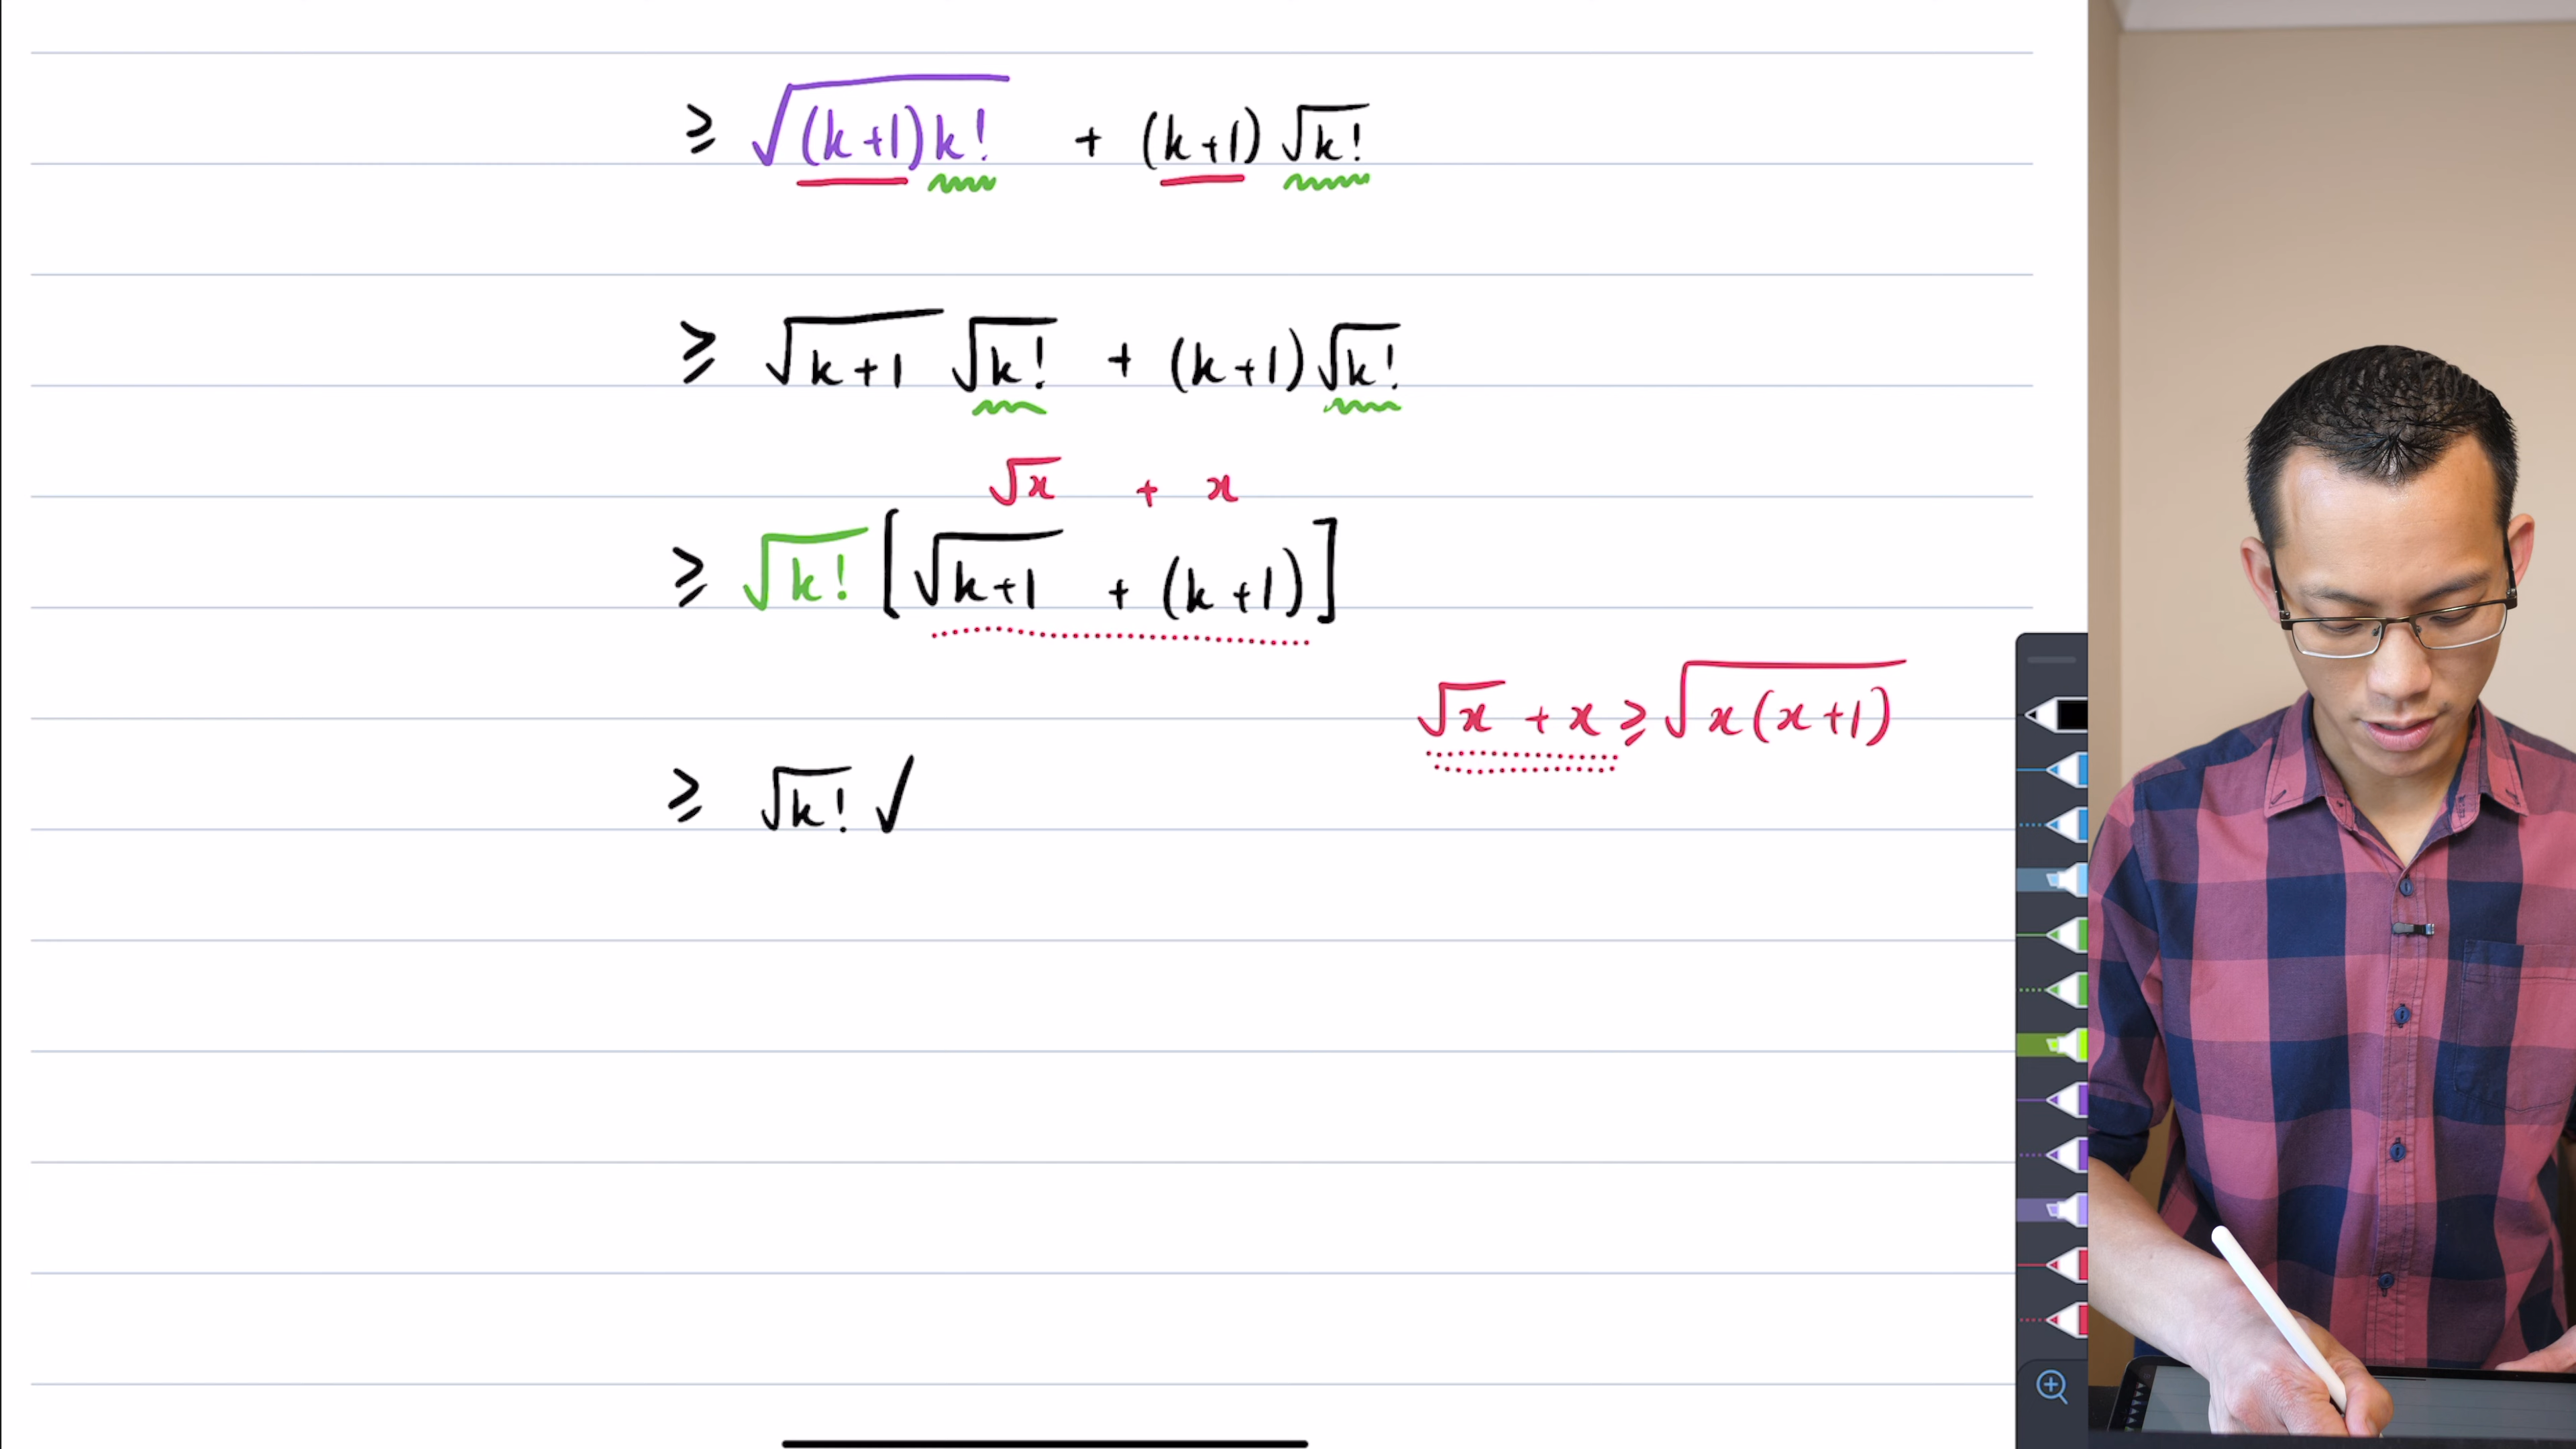 ≥ √((k+1)k!) + (k+1)√(k!)
≥ √(k+1) √(k!) + (k+1)√(k!)
√x + x
≥ √(k!) [√(k+1) + (k+1)]
√x + x ≥ √(x(x+1))
≥ √(k!) √